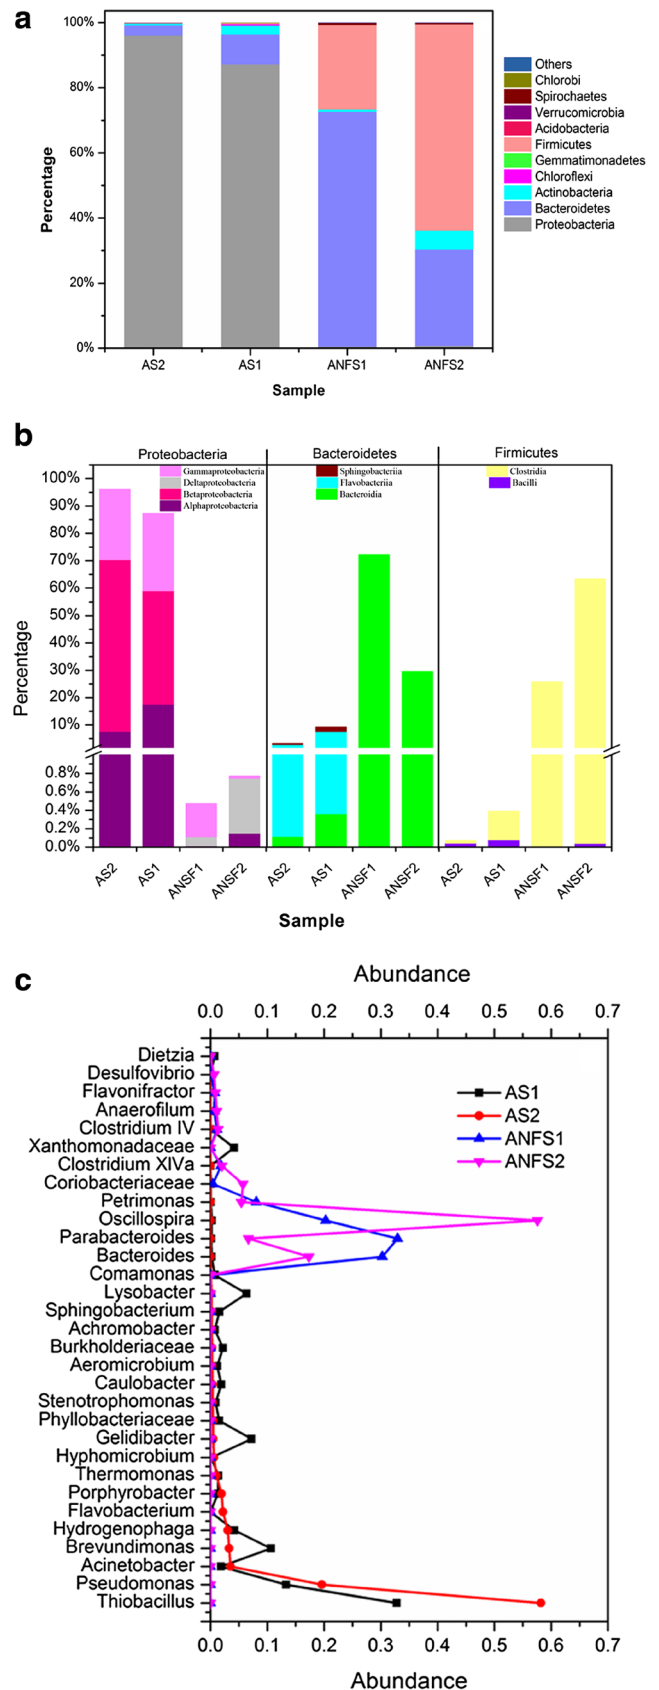 a
100%
80%
60%
40%
20%
0%
Percentage
AS2 AS1 ANFS1 ANFS2
Sample
Others
Chlorobi
Spirochaetes
Verrucomicrobia
Acidobacteria
Firmicutes
Gemmatimonadetes
Chloroflexi
Actinobacteria
Bacteroidetes
Proteobacteria
b
Proteobacteria Bacteroidetes Firmicutes
Gammaproteobacteria
Deltaproteobacteria
Betaproteobacteria
Alphaproteobacteria
Sphingobacteriia
Flavobacteriia
Bacteroidia
Clostridia
Bacilli
100%
90%
80%
70%
60%
50%
40%
30%
20%
10%
0.8%
0.6%
0.4%
0.2%
0.0%
Percentage
AS2 AS1 ANSF1 ANSF2 AS2 AS1 ANSF1 ANSF2 AS2 AS1 ANSF1 ANSF2
Sample
c
Abundance
0.0 0.1 0.2 0.3 0.4 0.5 0.6 0.7
Dietzia
Desulfovibrio
Flavonifractor
Anaerofilum
Clostridium IV
Xanthomonadaceae
Clostridium XIVa
Coriobacteriaceae
Petrimonas
Oscillospira
Parabacteroides
Bacteroides
Comamonas
Lysobacter
Sphingobacterium
Achromobacter
Burkholderiaceae
Aeromicrobium
Caulobacter
Stenotrophomonas
Phyllobacteriaceae
Gelidibacter
Hyphomicrobium
Thermomonas
Porphyrobacter
Flavobacterium
Hydrogenophaga
Brevundimonas
Acinetobacter
Pseudomonas
Thiobacillus
AS1
AS2
ANFS1
ANFS2
0.0 0.1 0.2 0.3 0.4 0.5 0.6 0.7
Abundance